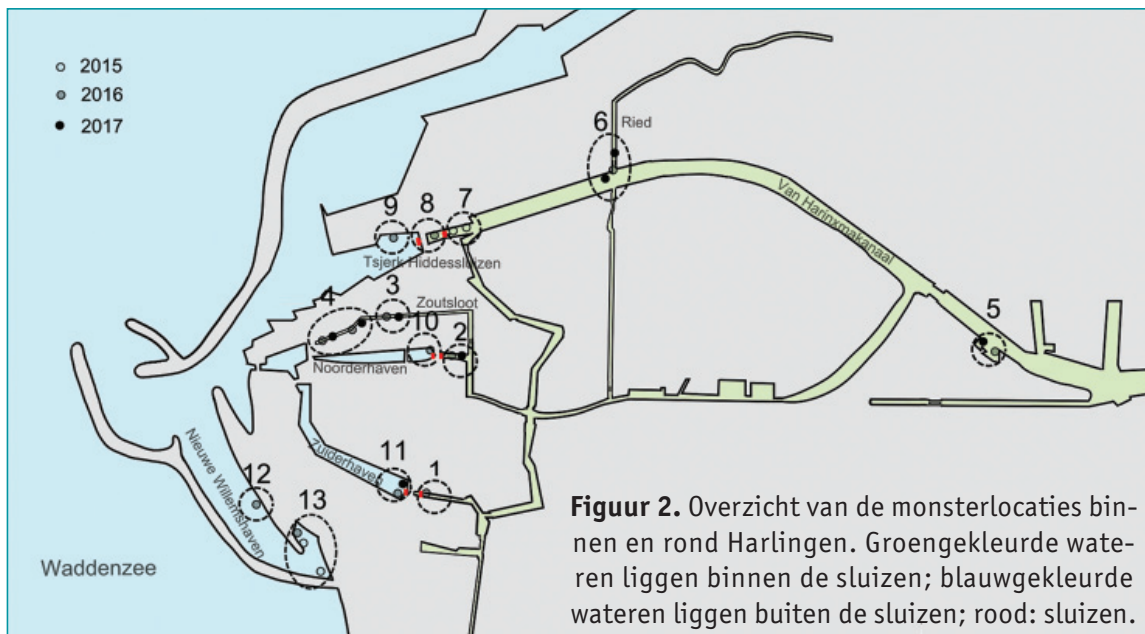 2015
2016
2017
6
Ried
Van Harinxmakanaal
9
8
7
Tsjerk Hiddessluizen
5
4
3
Zoutsloot
10
2
Noorderhaven
Zuiderhaven
11
1
Nieuwe Willemshaven
12
13
Waddenzee
Figuur 2. Overzicht van de monsterlocaties bin-
nen en rond Harlingen. Groengekleurde wate-
ren liggen binnen de sluizen; blauwgekleurde
wateren liggen buiten de sluizen; rood: sluizen.